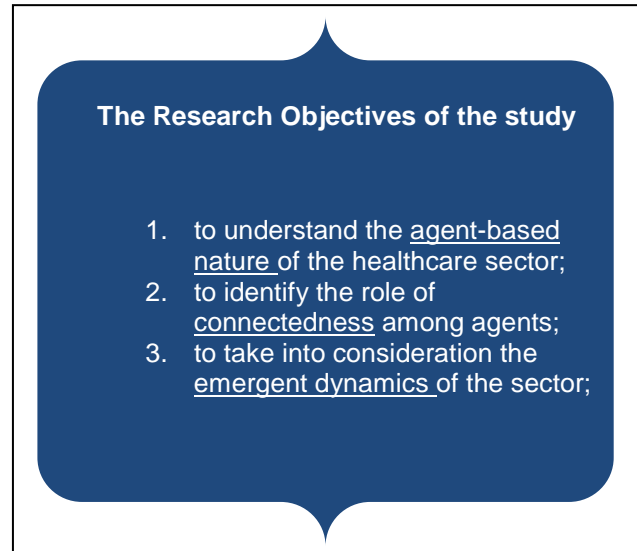 The Research Objectives of the study
1. to understand the agent-based
nature of the healthcare sector;
2. to identify the role of
connectedness among agents;
3. to take into consideration the
emergent dynamics of the sector;